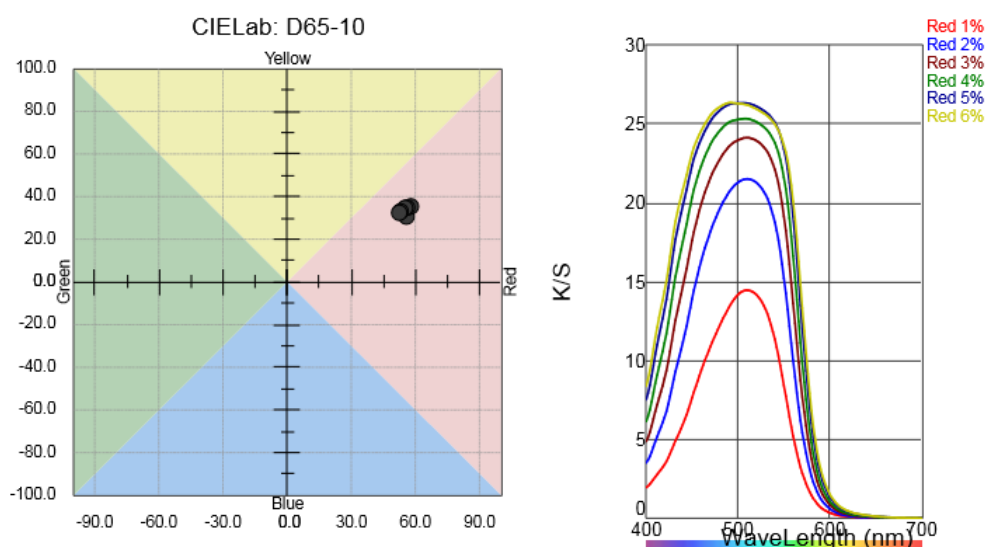 CIELab: D65-10
Yellow
100.0
80.0
60.0
40.0
20.0
0.0
-20.0
-40.0
-60.0
-80.0
-100.0
Green
Red
Blue
-90.0 -60.0 -30.0 0.0 30.0 60.0 90.0
Red 1%
Red 2%
Red 3%
Red 4%
Red 5%
Red 6%
30
25
20
15
10
5
0
K/S
400 500 600 700
WaveLength (nm)